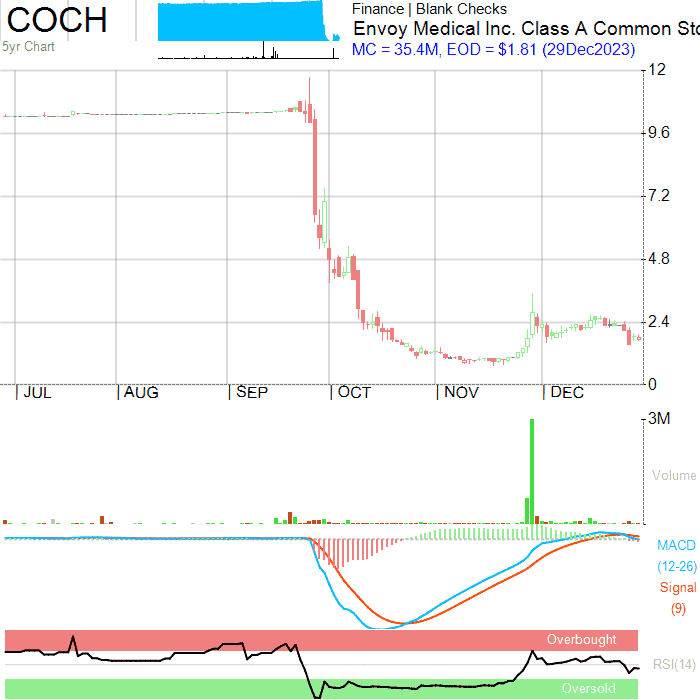 COCH
5yr Chart
Finance | Blank Checks
Envoy Medical Inc. Class A Common Sto
MC = 35.4M, EOD = $1.81 (29Dec2023)
12
9.6
7.2
4.8
2.4
0
JUL AUG SEP OCT NOV DEC
3M
Volume
MACD
(12-26)
Signal
(9)
Overbought
RSI(14)
Oversold